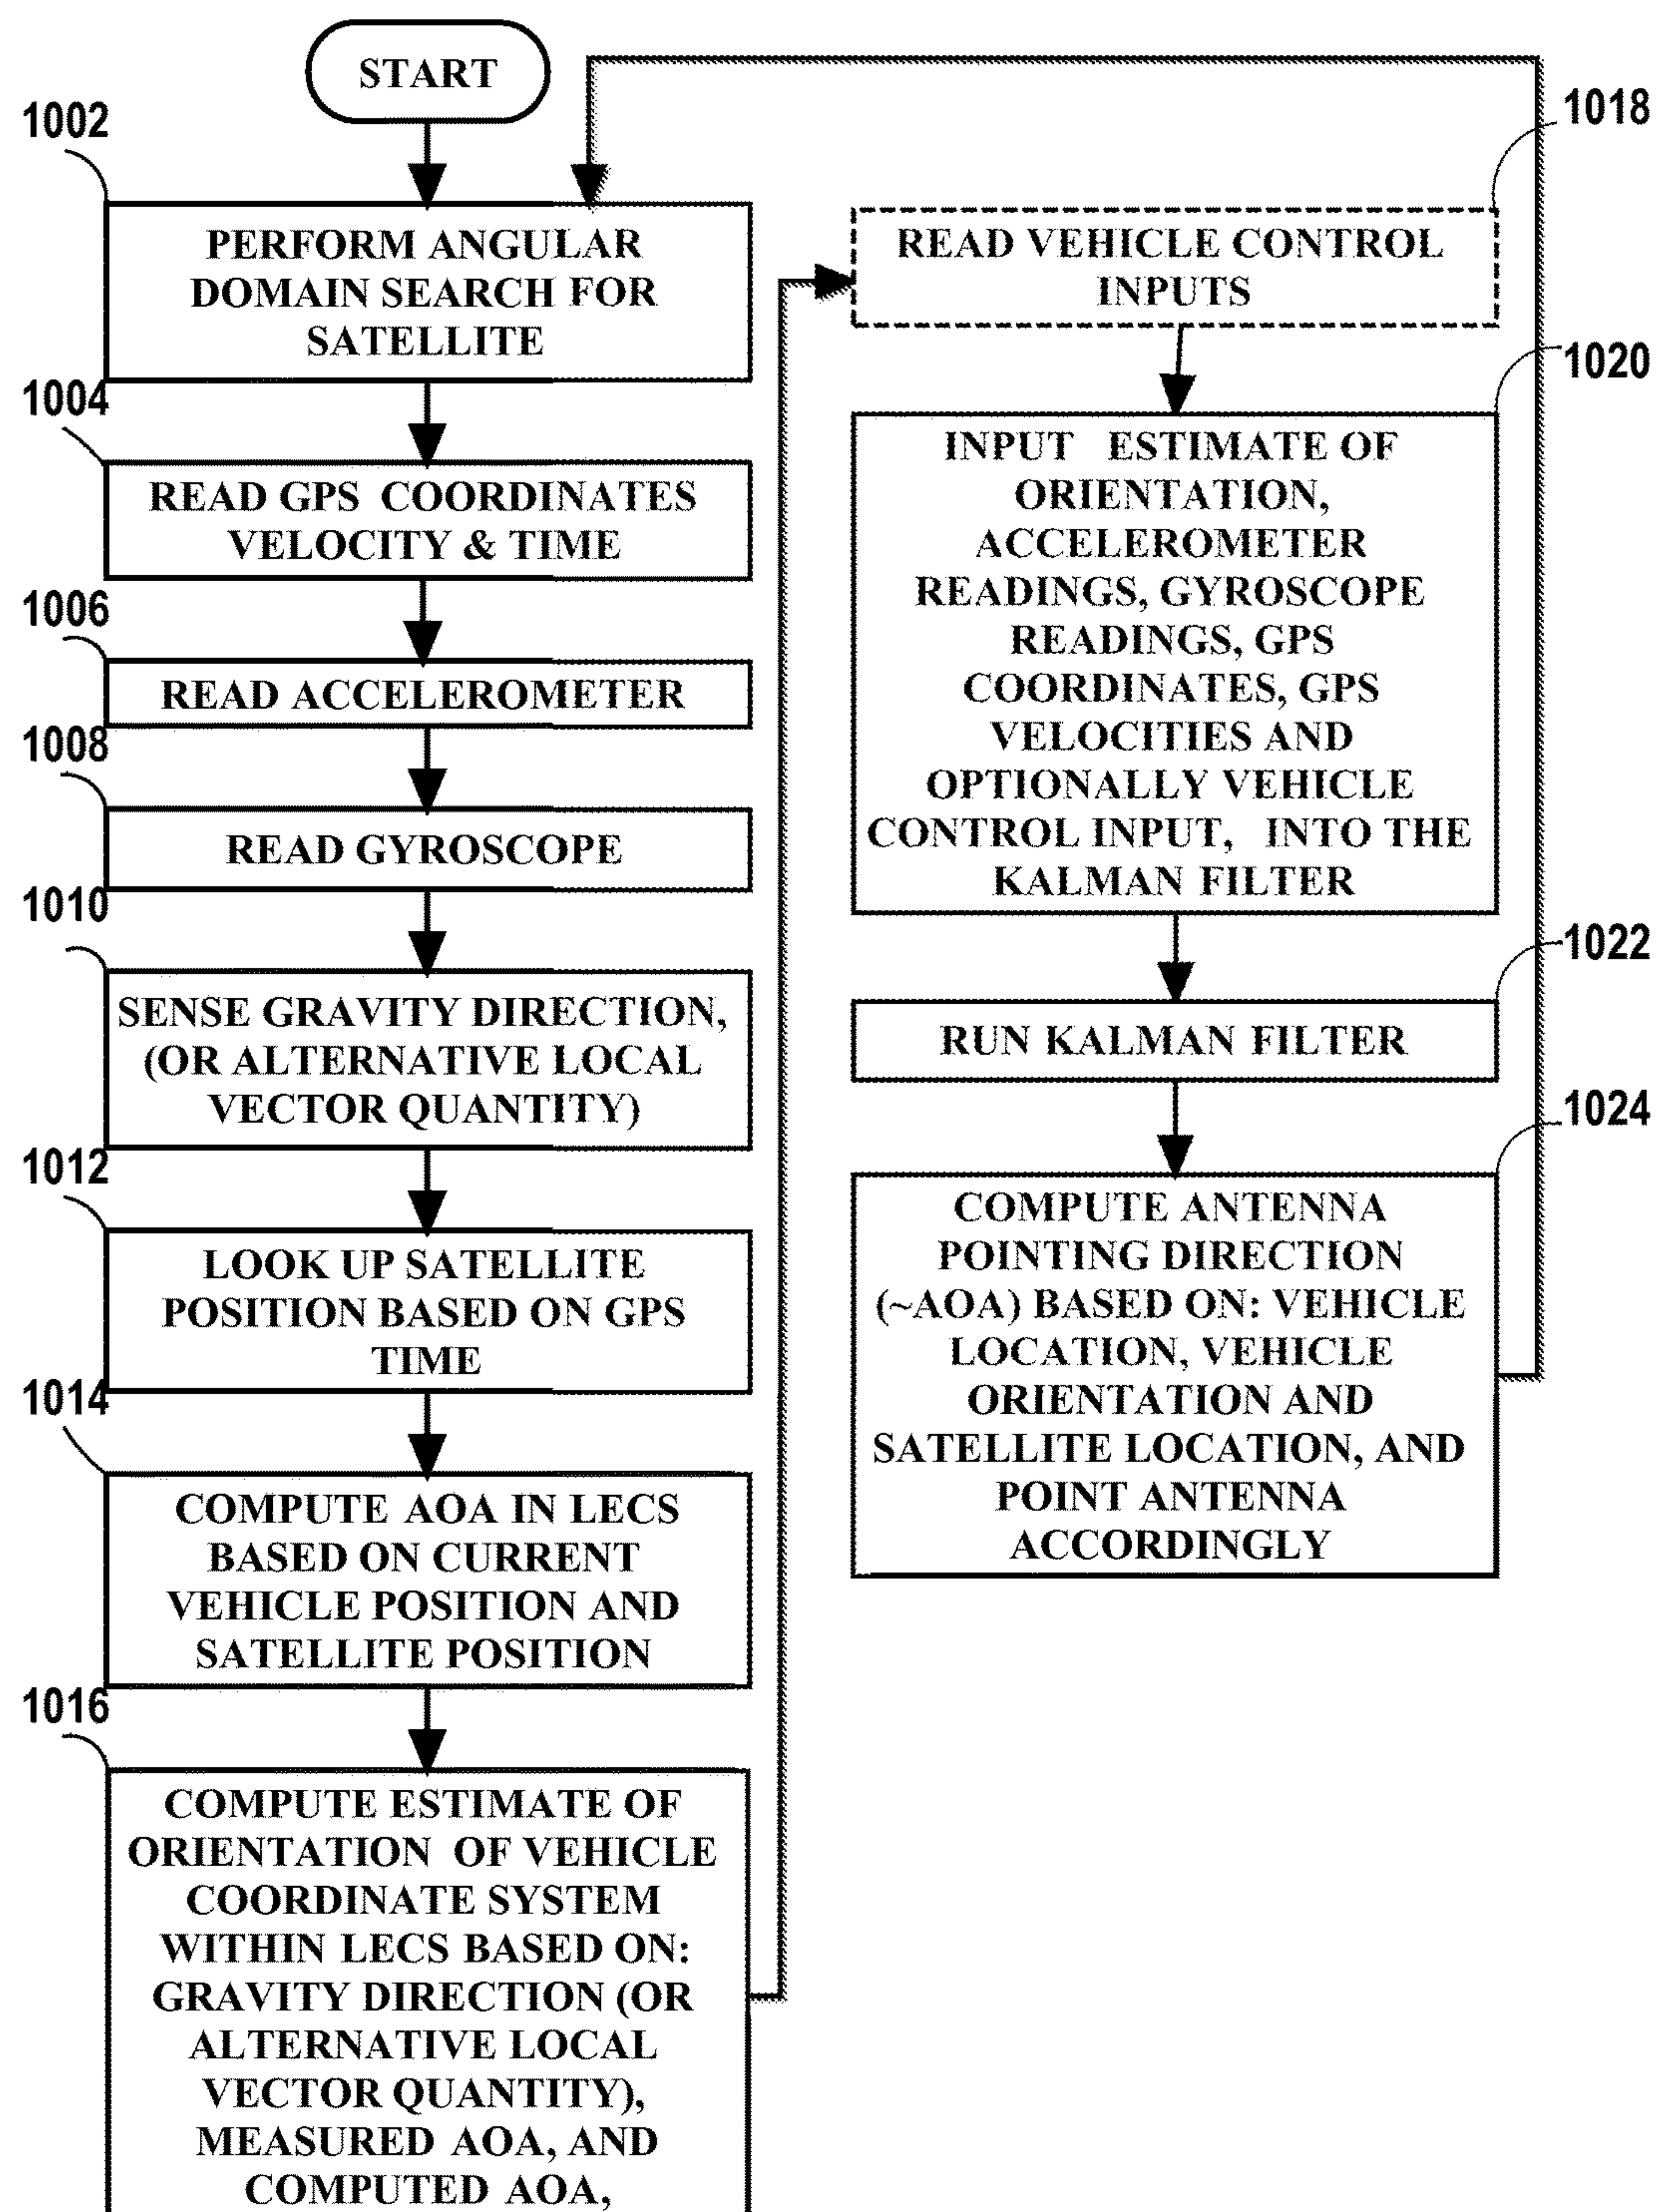 START
1002
PERFORM ANGULAR
DOMAIN SEARCH FOR
SATELLITE
1004
READ GPS COORDINATES
VELOCITY & TIME
1006
READ ACCELEROMETER
1008
READ GYROSCOPE
1010
SENSE GRAVITY DIRECTION,
(OR ALTERNATIVE LOCAL
VECTOR QUANTITY)
1012
LOOK UP SATELLITE
POSITION BASED ON GPS
TIME
1014
COMPUTE AOA IN LECS
BASED ON CURRENT
VEHICLE POSITION AND
SATELLITE POSITION
1016
COMPUTE ESTIMATE OF
ORIENTATION OF VEHICLE
COORDINATE SYSTEM
WITHIN LECS BASED ON:
GRAVITY DIRECTION (OR
ALTERNATIVE LOCAL
VECTOR QUANTITY),
MEASURED AOA, AND
COMPUTED AOA,
1018
READ VEHICLE CONTROL
INPUTS
1020
INPUT ESTIMATE OF
ORIENTATION,
ACCELEROMETER
READINGS, GYROSCOPE
READINGS, GPS
COORDINATES, GPS
VELOCITIES AND
OPTIONALLY VEHICLE
CONTROL INPUT, INTO THE
KALMAN FILTER
1022
RUN KALMAN FILTER
1024
COMPUTE ANTENNA
POINTING DIRECTION
(~AOA) BASED ON: VEHICLE
LOCATION, VEHICLE
ORIENTATION AND
SATELLITE LOCATION, AND
POINT ANTENNA
ACCORDINGLY